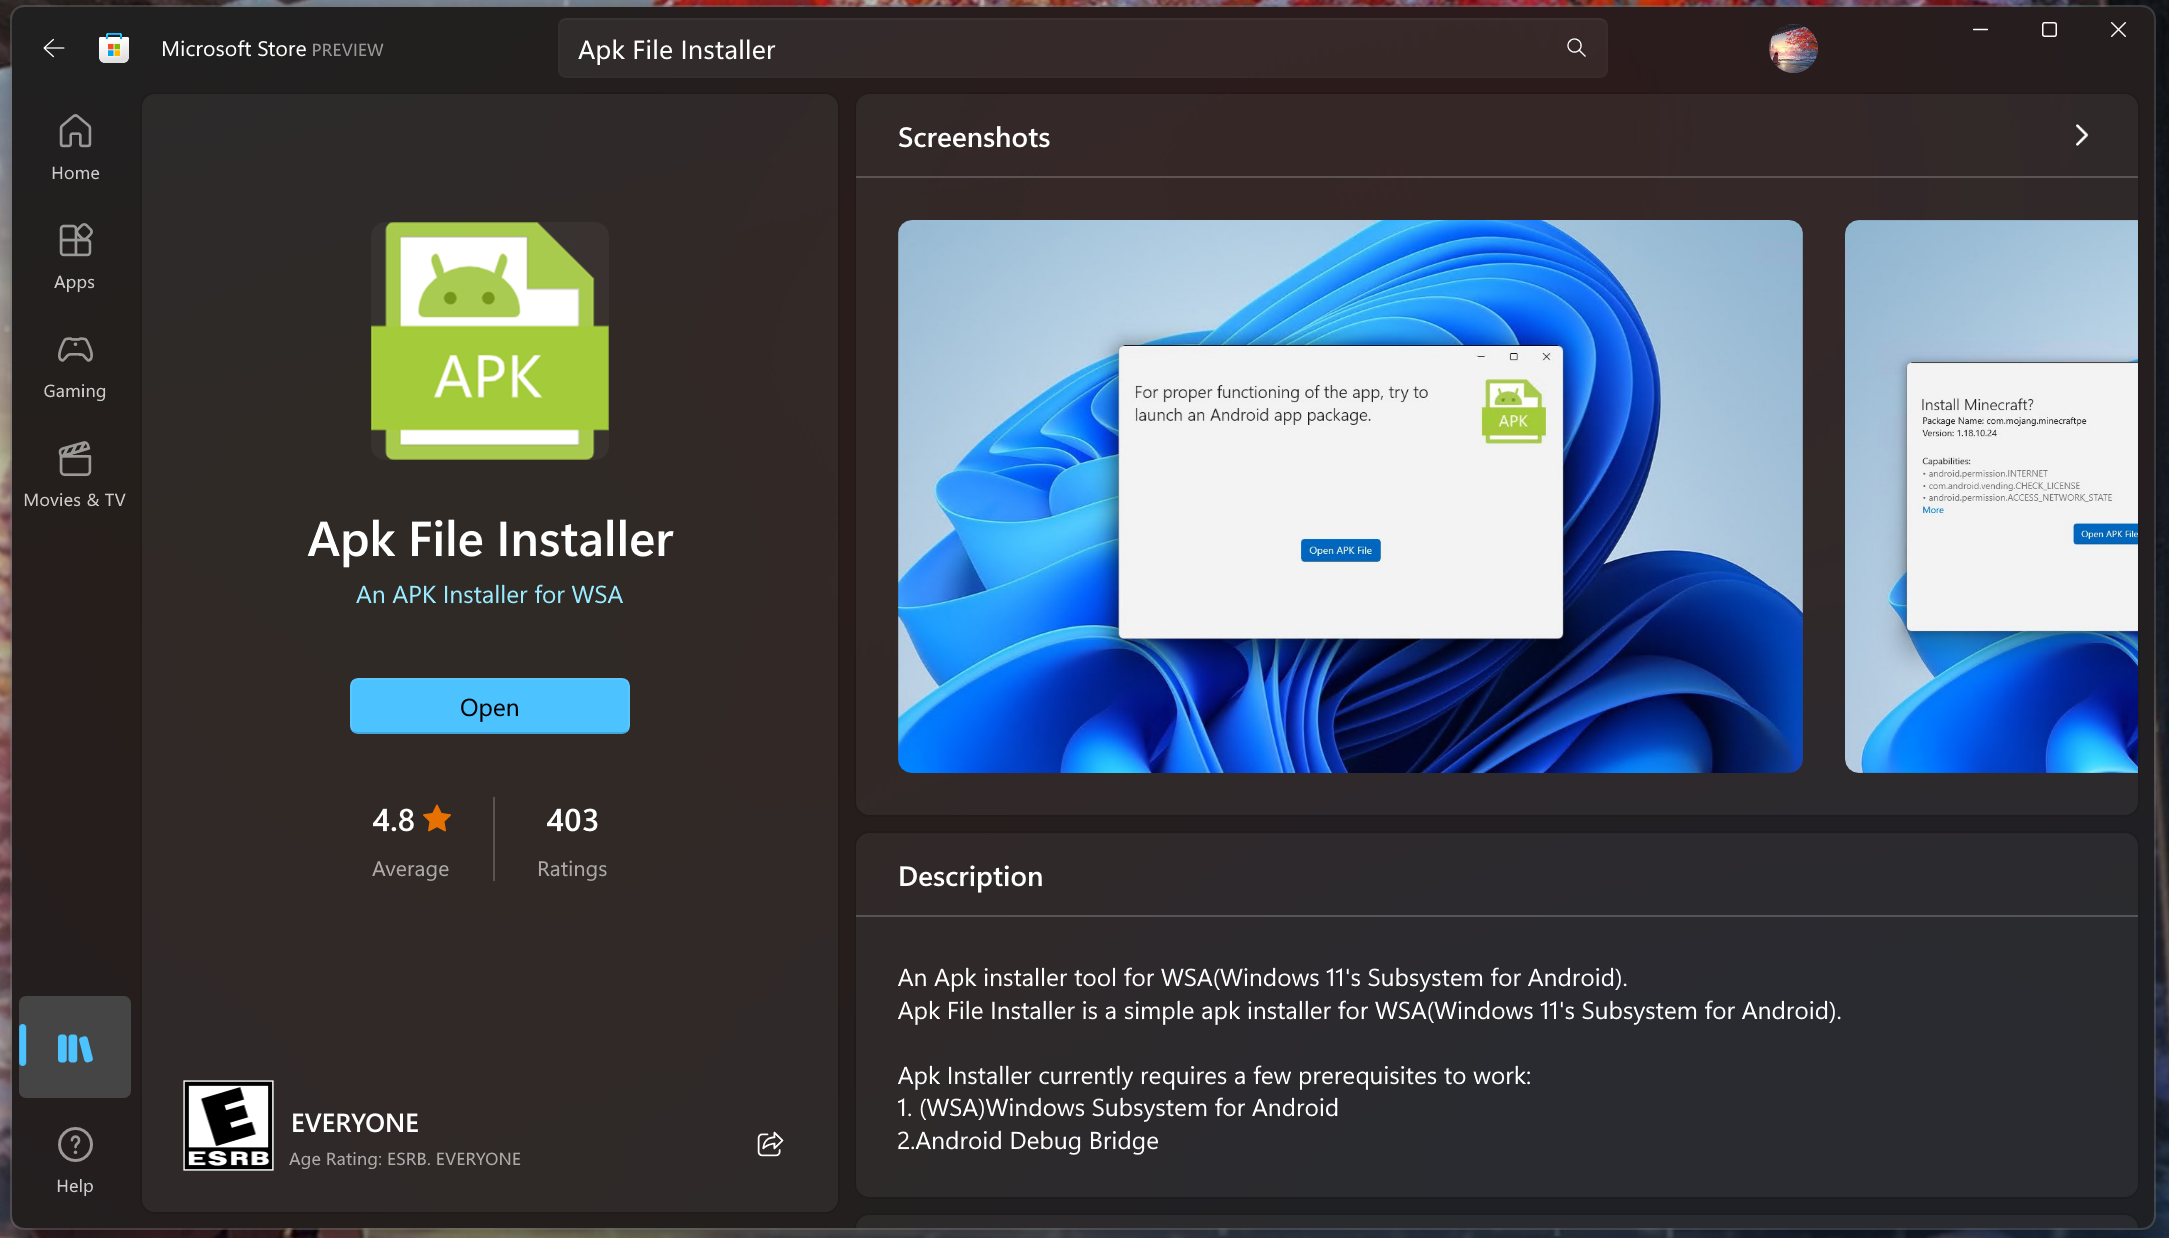 Microsoft Store PREVIEW
Apk File Installer
Home
Apps
Gaming
Movies & TV
Help
APK
Apk File Installer
An APK Installer for WSA
Open
4.8
Average
403
Ratings
E
ESRB
EVERYONE
Age Rating: ESRB. EVERYONE
Screenshots
For proper functioning of the app, try to
launch an Android app package.
APK
Open APK File
Install Minecraft?
Package Name: com.mojang.minecraftpe
Version: 1.18.10.24
Capabilities:
• android.permission.INTERNET
• com.android.vending.CHECK_LICENSE
• android.permission.ACCESS_NETWORK_STATE
More
Open APK File
Description
An Apk installer tool for WSA(Windows 11's Subsystem for Android).
Apk File Installer is a simple apk installer for WSA(Windows 11's Subsystem for Android).
Apk Installer currently requires a few prerequisites to work:
1. (WSA)Windows Subsystem for Android
2.Android Debug Bridge